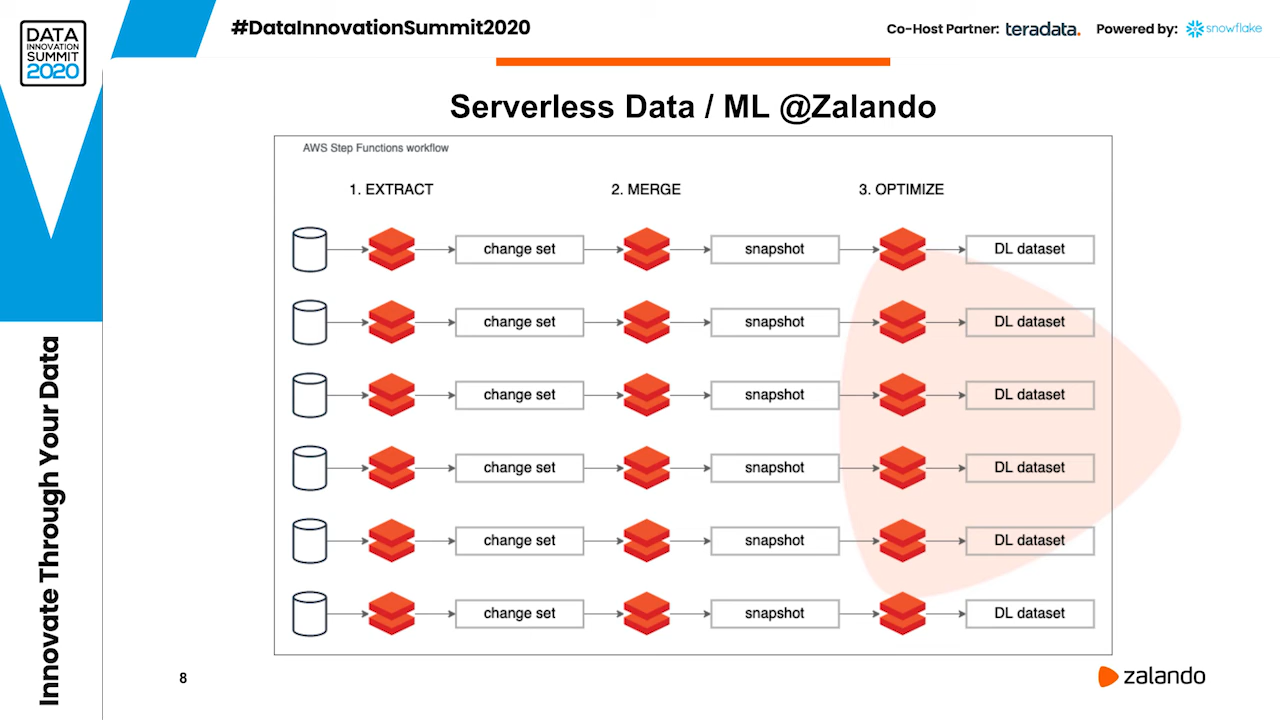 DATA
INNOVATION
SUMMIT
2020
#DataInnovationSummit2020
Co-Host Partner: teradata. Powered by: snowflake
Innovate Through Your Data
Serverless Data / ML @Zalando
AWS Step Functions workflow
1. EXTRACT 2. MERGE 3. OPTIMIZE
change set snapshot DL dataset
change set snapshot DL dataset
change set snapshot DL dataset
change set snapshot DL dataset
change set snapshot DL dataset
change set snapshot DL dataset
8
zalando